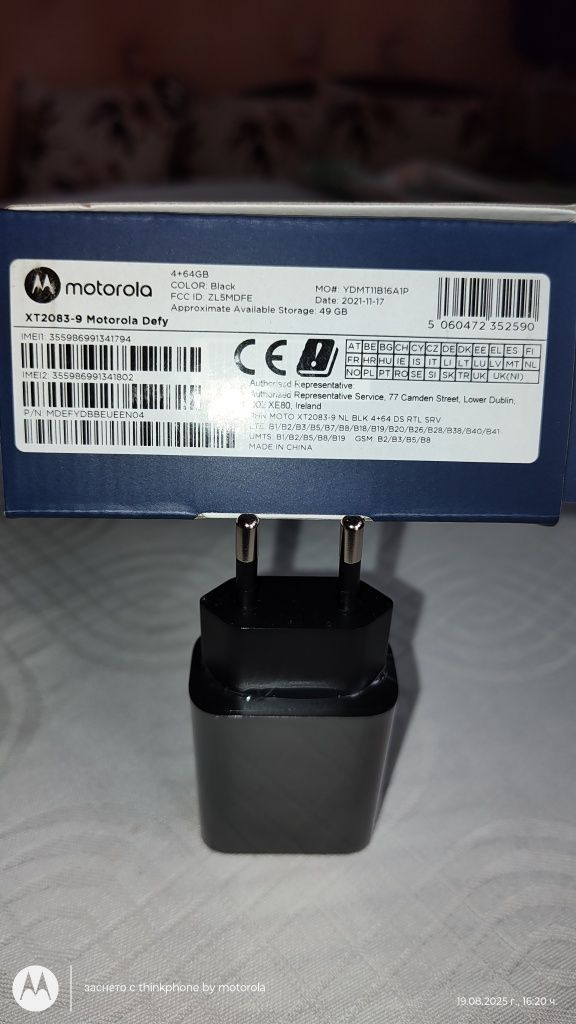 motorola
4+64GB
COLOR: Black
FCC ID: ZL5MDFE
Approximate Available Storage: 49 GB
MO#: YDMT11B16A1P
Date: 2021-11-17
5 060472 352590
XT2083-9 Motorola Defy
IMEI1: 355986991341794
IMEI2: 355986991341802
P/N: MDEFYDBBEUEEN04
CE
AT BE BG CH CY CZ DE DK EE EL ES FI
FR HR HU IE IS IT LI LT LU LV MT NL
NO PL PT RO SE SI SK TR UK UK(NI)
Authorised Representative:
Authorised Representative Service, 77 Camden Street, Lower Dublin,
XE80, Ireland
MOTO XT2083-9 NL BLK 4+64 DS RTL SRV
LTE: B1/B2/B3/B5/B7/B8/B18/B19/B20/B26/B28/B38/B40/B41
UMTS: B1/B2/B5/B8/B19 GSM: B2/B3/B5/B8
MADE IN CHINA
заснето с thinkphone by motorola
19.08.2025 г., 16:20 ч.